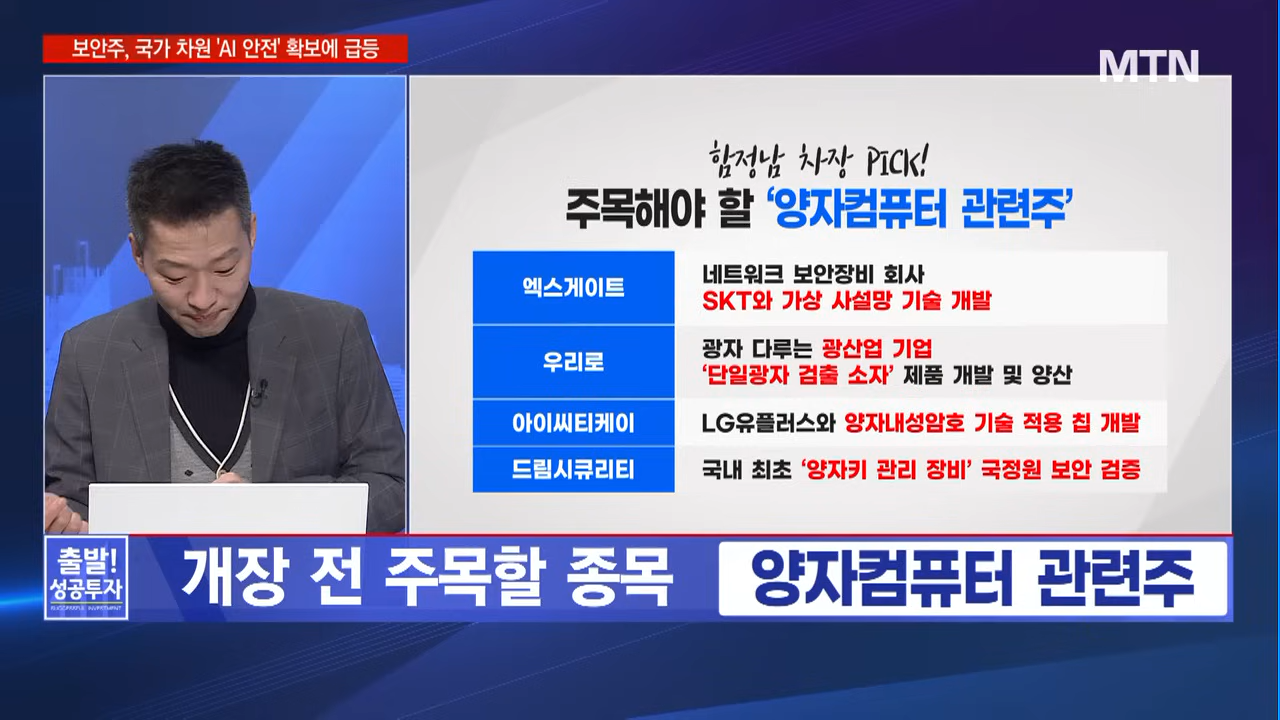 보안주, 국가 차원 'AI 안전' 확보에 급등
MTN
함정남 차장 PICK!
주목해야 할 '양자컴퓨터 관련주'
엑스게이트
네트워크 보안장비 회사
SKT와 가상 사설망 기술 개발
우리로
광자 다루는 광산업 기업
'단일광자 검출 소자' 제품 개발 및 양산
아이씨티케이
LG유플러스와 양자내성암호 기술 적용 칩 개발
드림시큐리티
국내 최초 '양자키 관리 장비' 국정원 보안 검증
출발!
성공투자
SUCCESSFUL INVESTMENT
개장 전 주목할 종목
양자컴퓨터 관련주